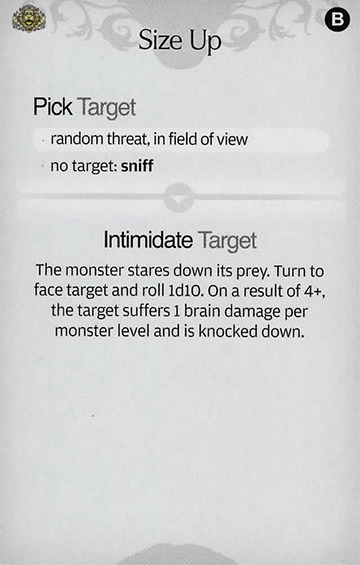 B
Size Up
Pick Target
· random threat, in field of view
· no target: sniff
Intimidate Target
The monster stares down its prey. Turn to
face target and roll 1d10. On a result of 4+,
the target suffers 1 brain damage per
monster level and is knocked down.